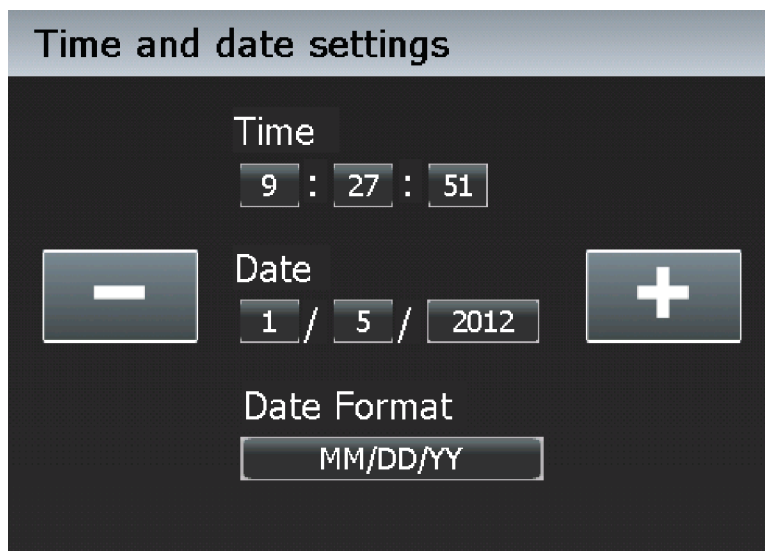 Time and date settings
Time
9 : 27 : 51
−
Date
+
1 / 5 / 2012
Date Format
MM/DD/YY